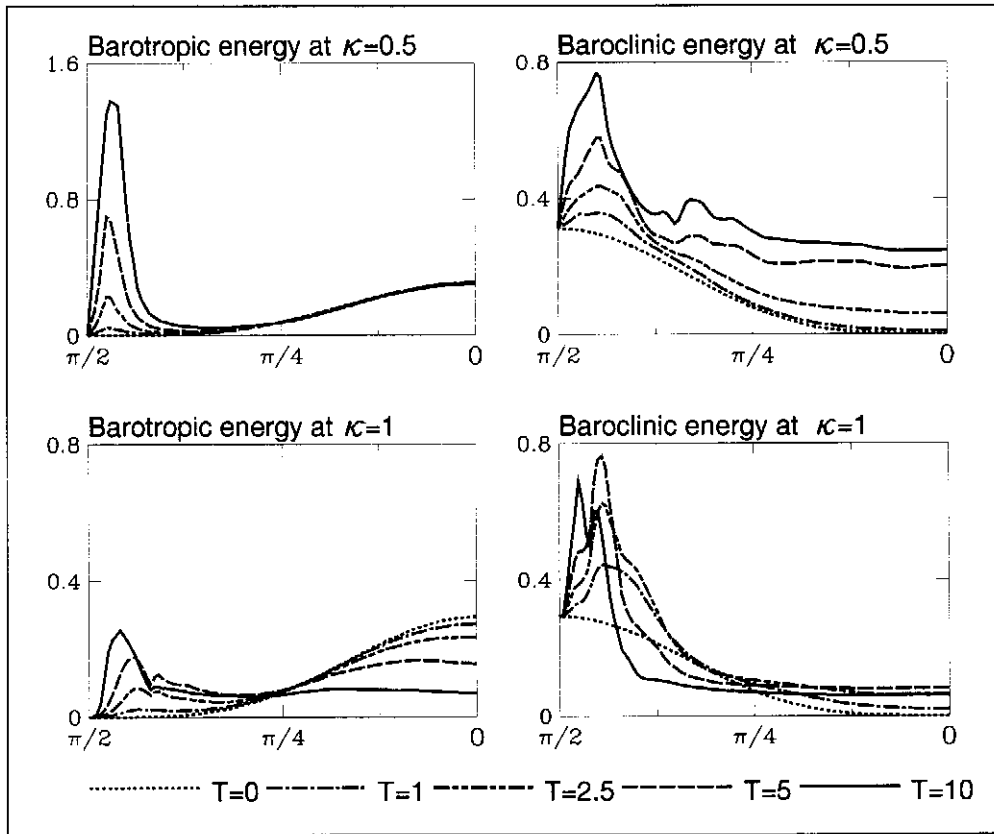 Barotropic energy at κ=0.5
1.6
0.8
0
π/2
π/4
0
Baroclinic energy at κ=0.5
0.8
0.4
0
π/2
π/4
0
Barotropic energy at κ=1
0.8
0.4
0
π/2
π/4
0
Baroclinic energy at κ=1
0.8
0.4
0
π/2
π/4
0
T=0 T=1 T=2.5 T=5 T=10